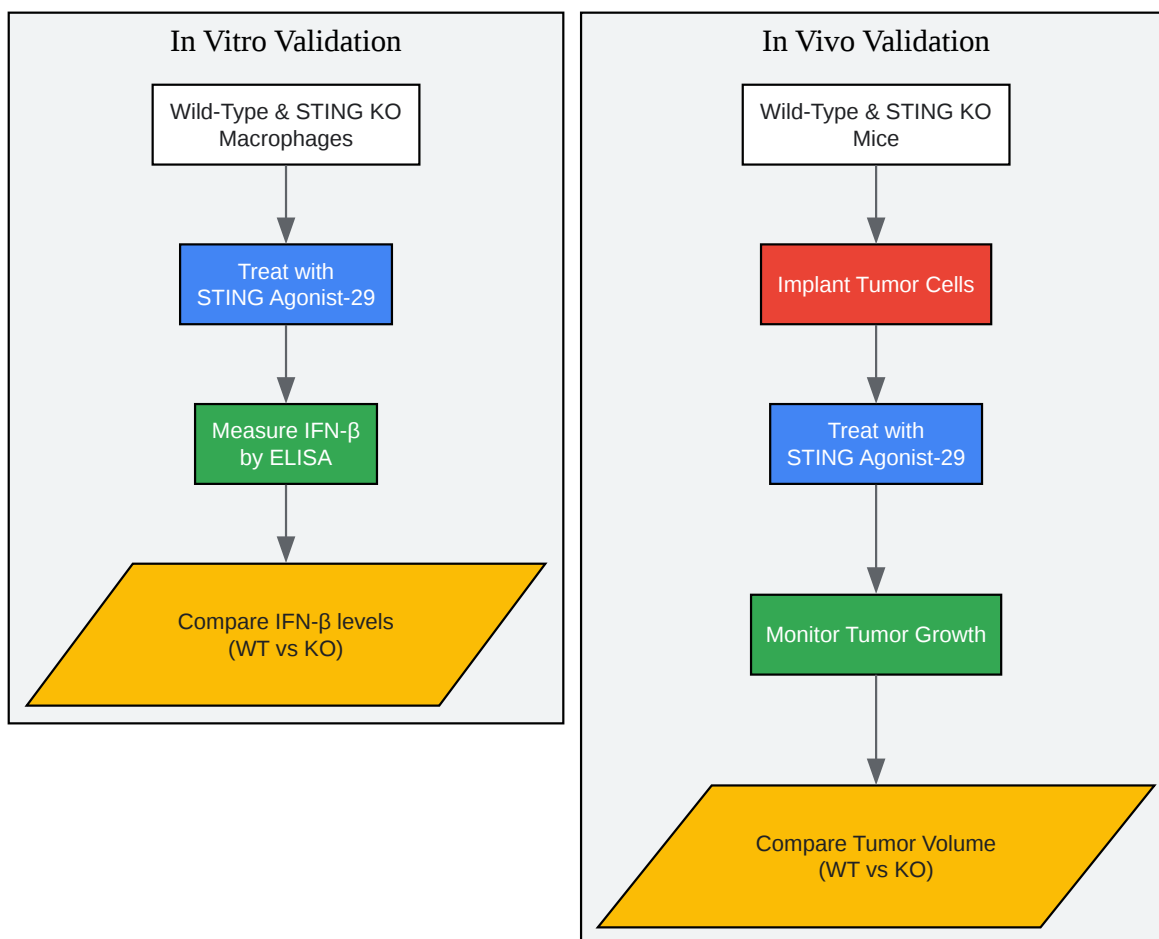 In Vitro Validation
Wild-Type & STING KO
Macrophages
Treat with
STING Agonist-29
Measure IFN-β
by ELISA
Compare IFN-β levels
(WT vs KO)
In Vivo Validation
Wild-Type & STING KO
Mice
Implant Tumor Cells
Treat with
STING Agonist-29
Monitor Tumor Growth
Compare Tumor Volume
(WT vs KO)